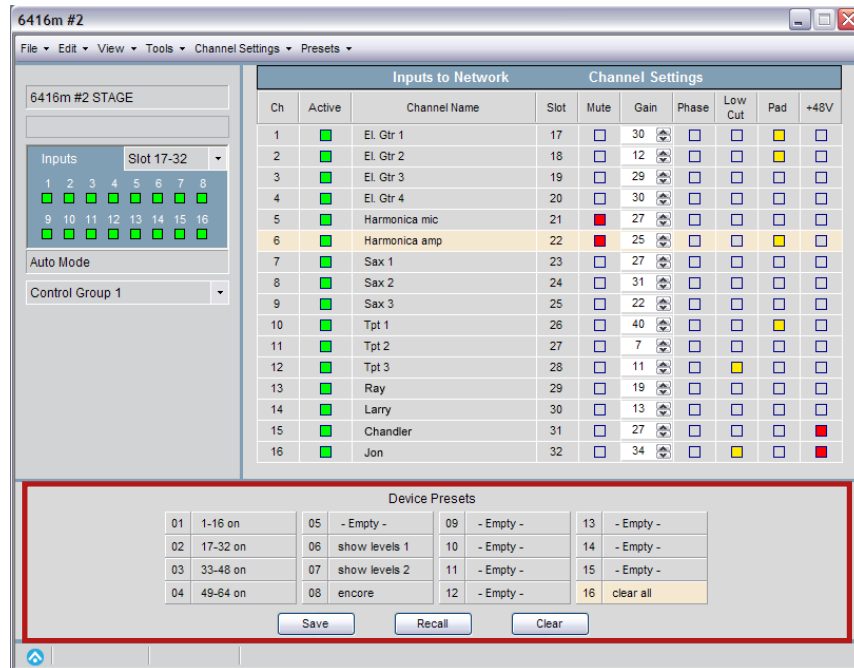 6416m #2
File Edit View Tools Channel Settings Presets
6416m #2 STAGE
Inputs Slot 17-32
1 2 3 4 5 6 7 8
9 10 11 12 13 14 15 16
Auto Mode
Control Group 1
Inputs to Network Channel Settings
Ch Active Channel Name Slot Mute Gain Phase Low Cut Pad +48V
1 El. Gtr 1 17 30
2 El. Gtr 2 18 12
3 El. Gtr 3 19 29
4 El. Gtr 4 20 30
5 Harmonica mic 21 27
6 Harmonica amp 22 25
7 Sax 1 23 27
8 Sax 2 24 31
9 Sax 3 25 22
10 Tpt 1 26 40
11 Tpt 2 27 7
12 Tpt 3 28 11
13 Ray 29 19
14 Larry 30 13
15 Chandler 31 27
16 Jon 32 34
Device Presets
01 1-16 on 05 - Empty - 09 - Empty - 13 - Empty -
02 17-32 on 06 show levels 1 10 - Empty - 14 - Empty -
03 33-48 on 07 show levels 2 11 - Empty - 15 - Empty -
04 49-64 on 08 encore 12 - Empty - 16 clear all
Save Recall Clear